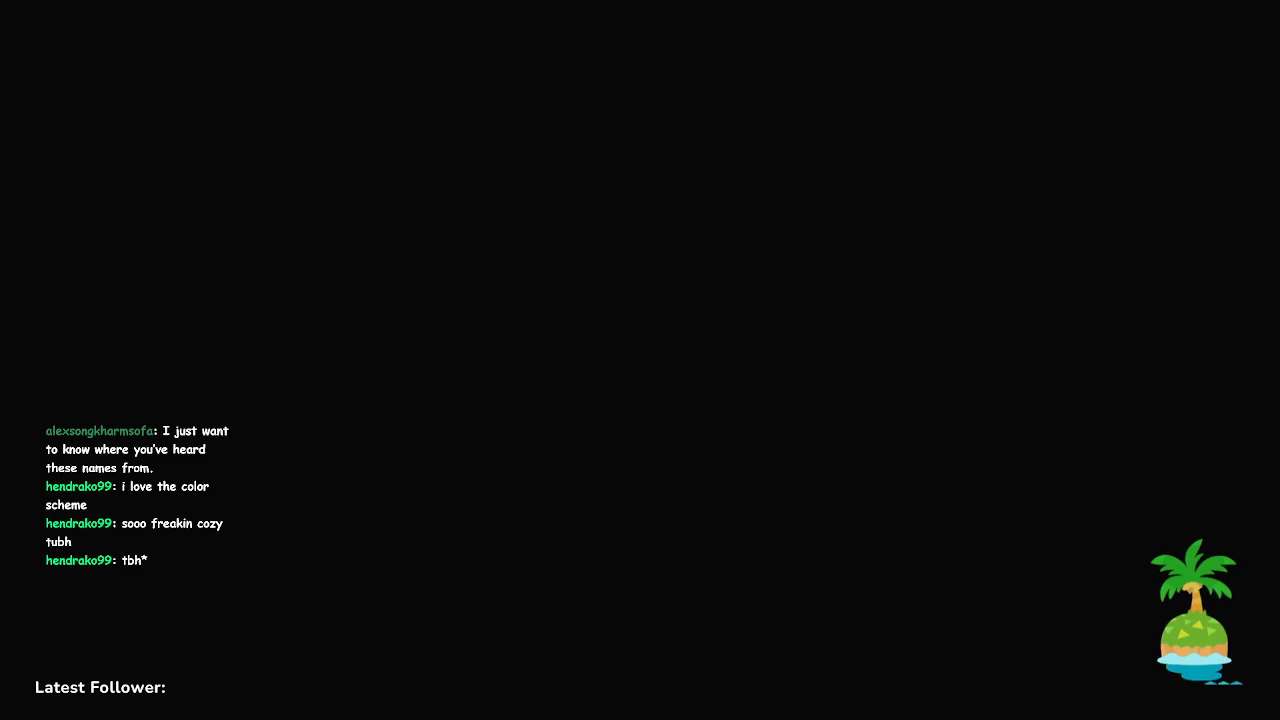 alexsongkharmsofa: I just want
to know where you've heard
these names from.
hendrako99: i love the color
scheme
hendrako99: sooo freakin cozy
tubh
hendrako99: tbh*
Latest Follower: